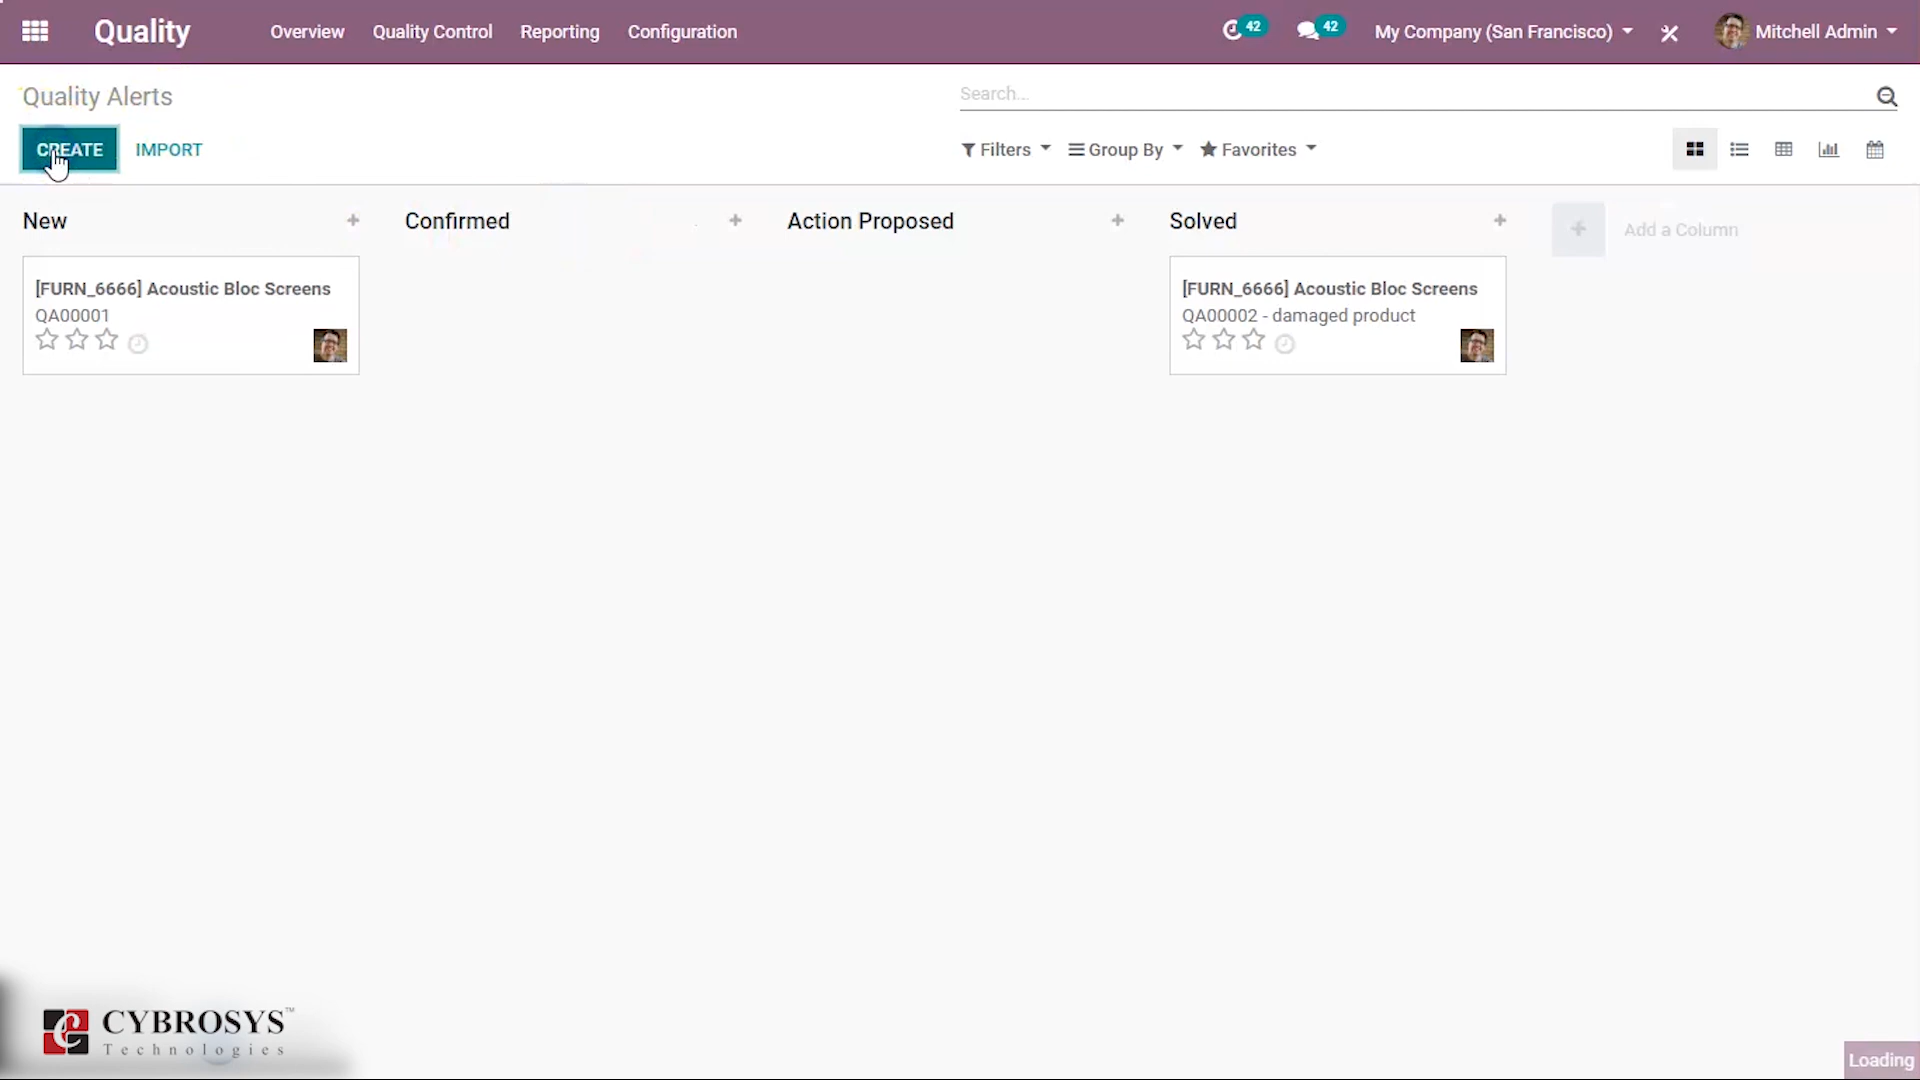 Quality
Overview
Quality Control
Reporting
Configuration
42
42
My Company (San Francisco)
Mitchell Admin
Quality Alerts
Search...
CREATE
IMPORT
Filters
Group By
Favorites
New
Confirmed
Action Proposed
Solved
Add a Column
[FURN_6666] Acoustic Bloc Screens
QA00001
[FURN_6666] Acoustic Bloc Screens
QA00002 - damaged product
CYBROSYS™
Technologies
Loading